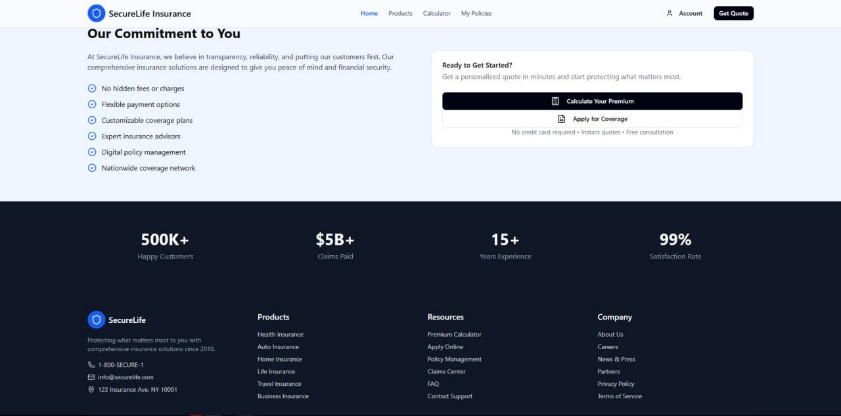 SecureLife Insurance
Home
Products
Calculator
My Policies
Account
Get Quote
Our Commitment to You
At SecureLife Insurance, we believe in transparency, reliability, and putting our customers first. Our
comprehensive insurance solutions are designed to give you peace of mind and financial security.
No hidden fees or charges
Flexible payment options
Customizable coverage plans
Expert insurance advisors
Digital policy management
Nationwide coverage network
Ready to Get Started?
Get a personalized quote in minutes and start protecting what matters most.
Calculate Your Premium
Apply for Coverage
No credit card required • Instant quotes • Free consultation
500K+
Happy Customers
$5B+
Claims Paid
15+
Years Experience
99%
Satisfaction Rate
SecureLife
Protecting what matters most to you with
comprehensive insurance solutions since 2010.
1-800-SECURE-1
info@securelife.com
123 Insurance Ave, NY 10001
Products
Health Insurance
Auto Insurance
Home Insurance
Life Insurance
Travel Insurance
Business Insurance
Resources
Premium Calculator
Apply Online
Policy Management
Claims Center
FAQ
Contact Support
Company
About Us
Careers
News & Press
Partners
Privacy Policy
Terms of Service